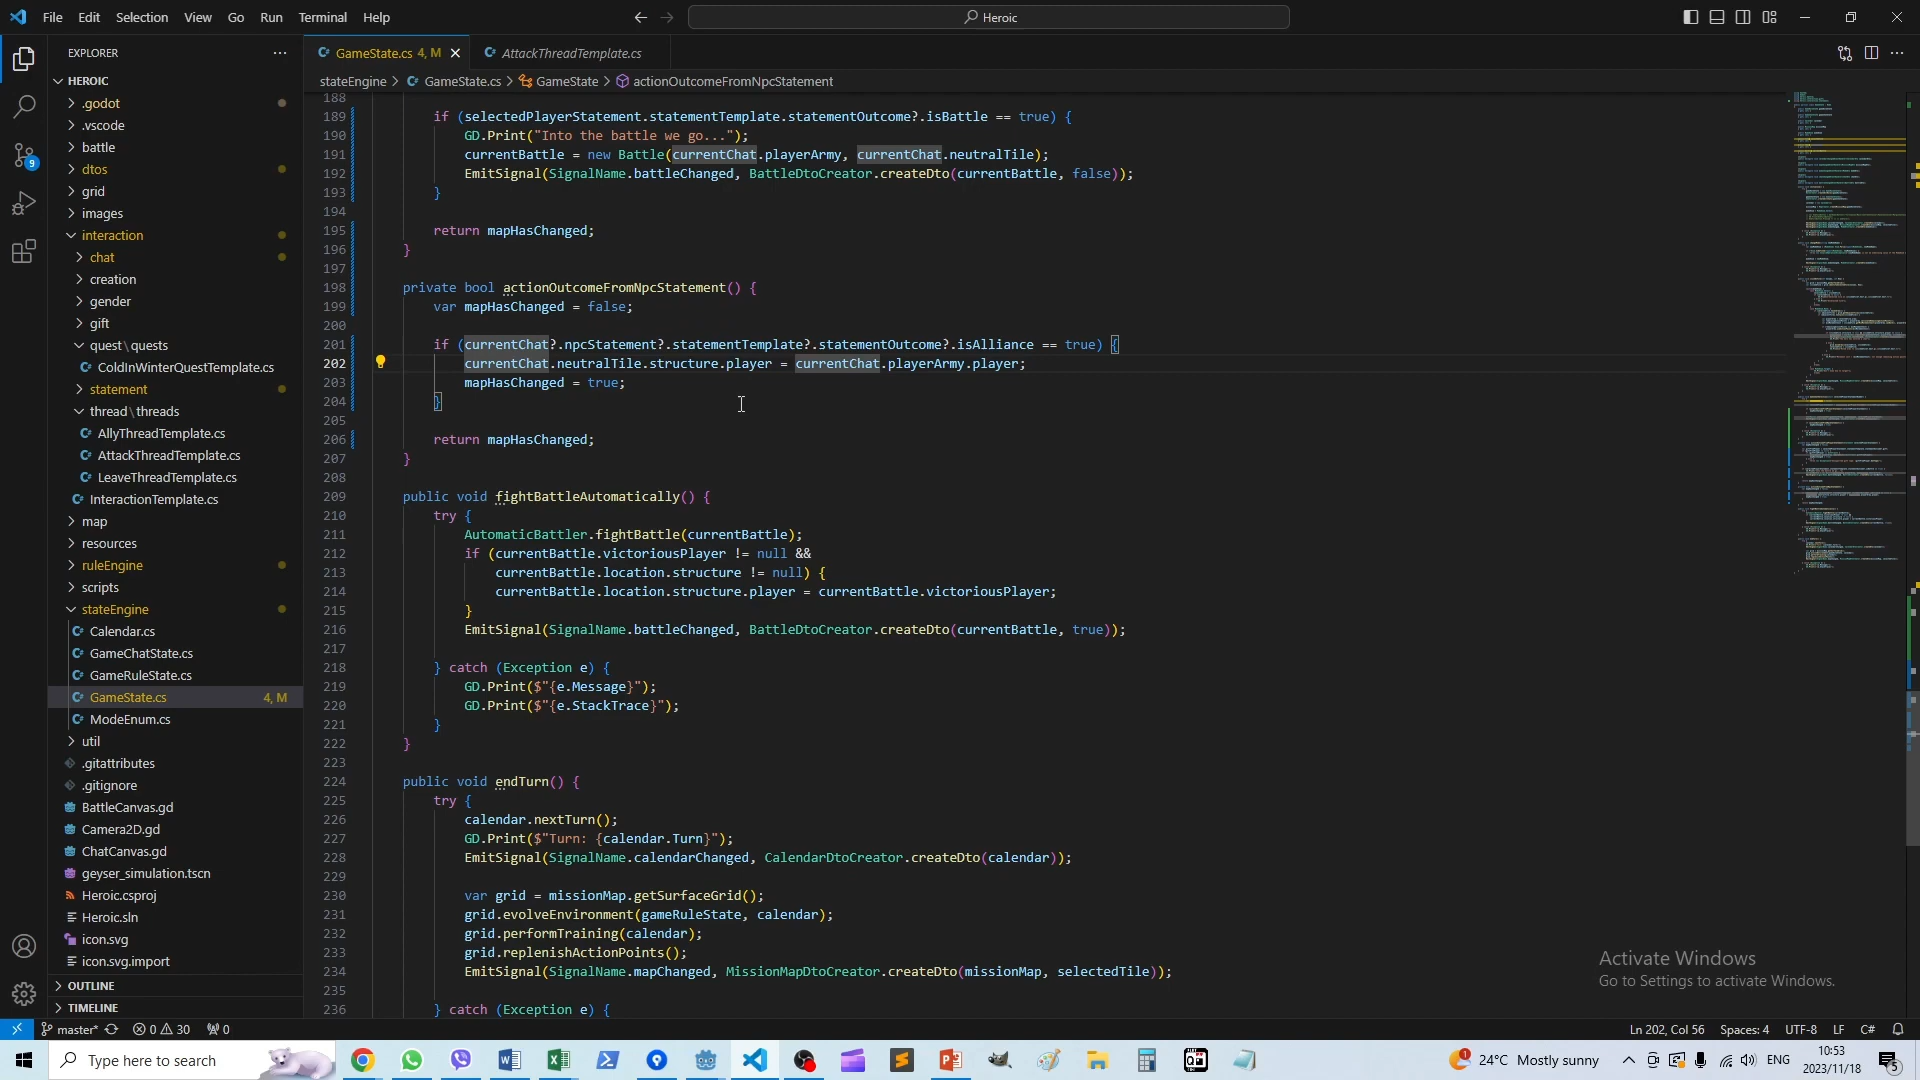 File Edit Selection View Go Run Terminal Help
Heroic
EXPLORER
GameState.cs 4, M
AttackThreadTemplate.cs
HEROIC
stateEngine > GameState.cs > GameState > actionOutcomeFromNpcStatement
.godot
.vscode
battle
dtos
grid
images
interaction
chat
creation
gender
gift
quest \ quests
ColdInWinterQuestTemplate.cs
statement
thread \ threads
AllyThreadTemplate.cs
AttackThreadTemplate.cs
LeaveThreadTemplate.cs
InteractionTemplate.cs
map
resources
ruleEngine
scripts
stateEngine
Calendar.cs
GameChatState.cs
GameRuleState.cs
GameState.cs 4, M
ModeEnum.cs
util
.gitattributes
.gitignore
BattleCanvas.gd
Camera2D.gd
ChatCanvas.gd
geyser_simulation.tscn
Heroic.csproj
Heroic.sln
icon.svg
icon.svg.import
OUTLINE
TIMELINE
9
188
189 if (selectedPlayerStatement.statementTemplate.statementOutcome?.isBattle == true) {
190 GD.Print("Into the battle we go...");
191 currentBattle = new Battle(currentChat.playerArmy, currentChat.neutralTile);
192 EmitSignal(SignalName.battleChanged, BattleDtoCreator.createDto(currentBattle, false));
193 }
194
195 return mapHasChanged;
196 }
197
198 private bool actionOutcomeFromNpcStatement() {
199 var mapHasChanged = false;
200
201 if (currentChat?.npcStatement?.statementTemplate?.statementOutcome?.isAlliance == true) {
202 currentChat.neutralTile.structure.player = currentChat.playerArmy.player;
203 mapHasChanged = true;
204 }
205
206 return mapHasChanged;
207 }
208
209 public void fightBattleAutomatically() {
210 try {
211 AutomaticBattler.fightBattle(currentBattle);
212 if (currentBattle.victoriousPlayer != null &&
213 currentBattle.location.structure != null) {
214 currentBattle.location.structure.player = currentBattle.victoriousPlayer;
215 }
216 EmitSignal(SignalName.battleChanged, BattleDtoCreator.createDto(currentBattle, true));
217
218 } catch (Exception e) {
219 GD.Print($"{e.Message}");
220 GD.Print($"{e.StackTrace}");
221 }
222 }
223
224 public void endTurn() {
225 try {
226 calendar.nextTurn();
227 GD.Print($"Turn: {calendar.Turn}");
228 EmitSignal(SignalName.calendarChanged, CalendarDtoCreator.createDto(calendar));
229
230 var grid = missionMap.getSurfaceGrid();
231 grid.evolveEnvironment(gameRuleState, calendar);
232 grid.performTraining(calendar);
233 grid.replenishActionPoints();
234 EmitSignal(SignalName.mapChanged, MissionMapDtoCreator.createDto(missionMap, selectedTile));
235
236 } catch (Exception e) {
Activate Windows
Go to Settings to activate Windows.
master* 0 30 0
Ln 202, Col 56 Spaces: 4 UTF-8 LF C#
Type here to search
1
24°C Mostly sunny
ENG
10:53
2023/11/18
5